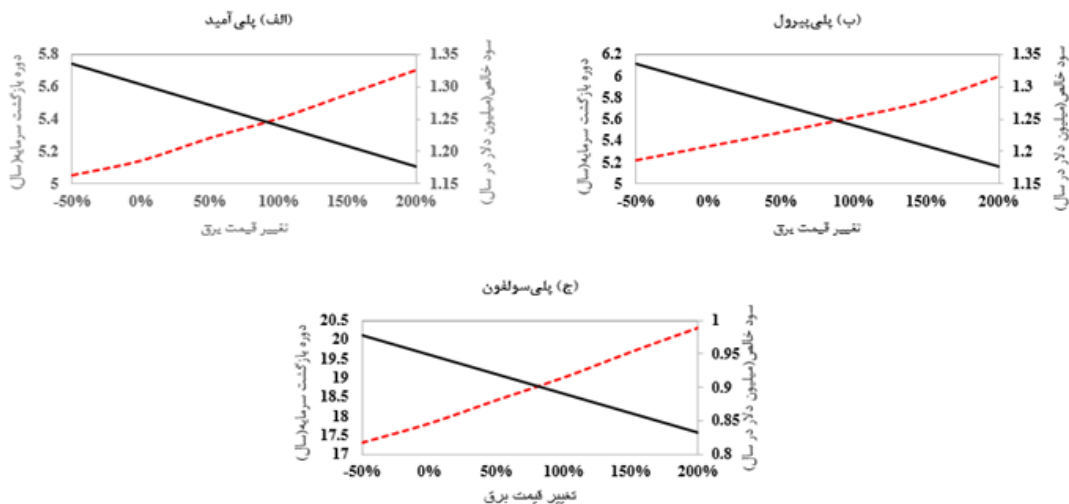 (الف) پلی‌آمید
دوره بازگشت سرمایه(سال)
5.8
5.6
5.4
5.2
5
1.35
1.30
1.25
1.20
1.15
سود خالص(میلیون دلار در سال)
-50% 0% 50% 100% 150% 200%
تغییر قیمت برق
(ب) پلی‌پیرول
دوره بازگشت سرمایه(سال)
6.2
6
5.8
5.6
5.4
5.2
5
1.35
1.30
1.25
1.20
1.15
سود خالص(میلیون دلار در سال)
-50% 0% 50% 100% 150% 200%
تغییر قیمت برق
(ج) پلی‌سولفون
دوره بازگشت سرمایه(سال)
20.5
20
19.5
19
18.5
18
17.5
17
1
0.95
0.9
0.85
0.8
سود خالص(میلیون دلار در سال)
-50% 0% 50% 100% 150% 200%
تغییر قیمت برق